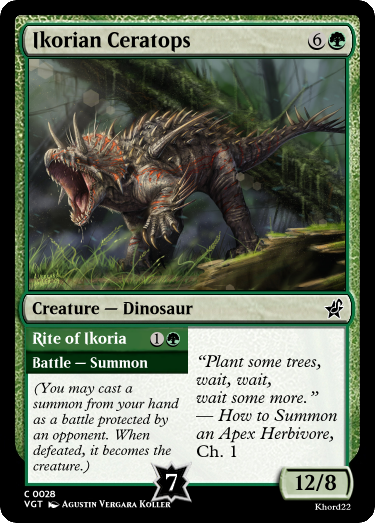 Ikorian Ceratops 6
Creature — Dinosaur
Rite of Ikoria 1
Battle — Summon
(You may cast a
summon from your hand
as a battle protected by
an opponent. When
defeated, it becomes the
creature.)
7
“Plant some trees,
wait, wait,
wait some more.”
— How to Summon
an Apex Herbivore,
Ch. 1
12/8
C 0028
VGT Agustin Vergara Koller
Khord22